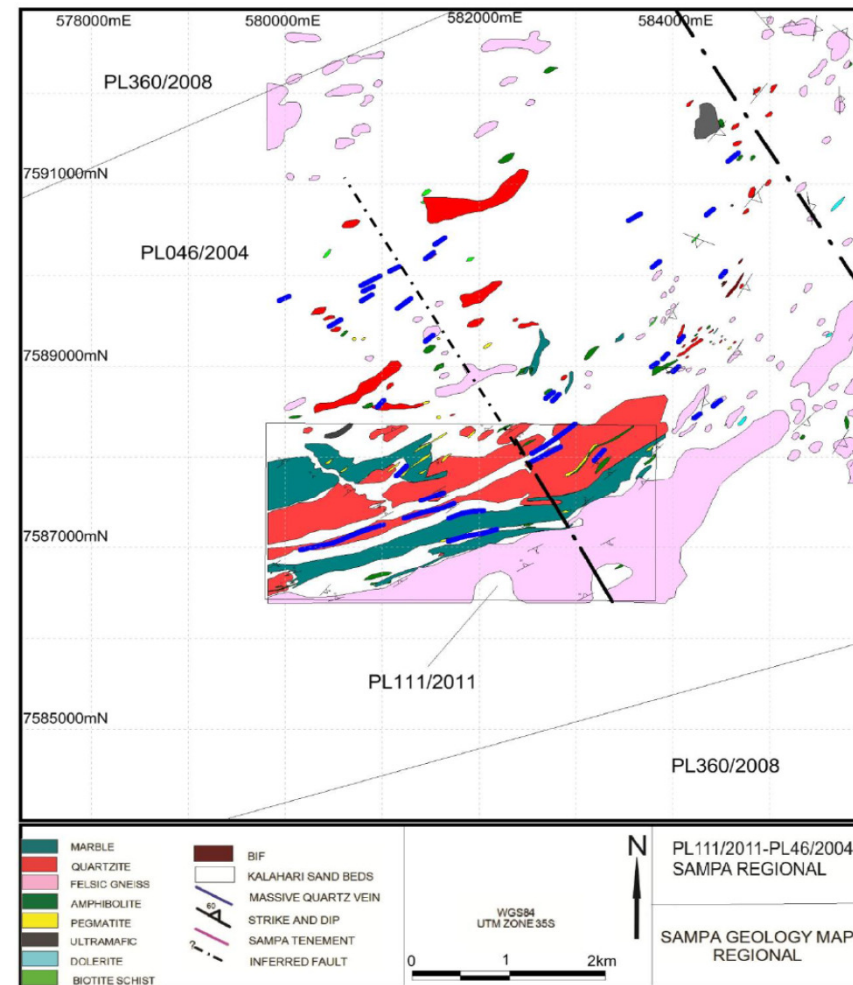 578000mE 580000mE 582000mE 584000mE
PL360/2008
7591000mN
PL046/2004
7589000mN
7587000mN
PL111/2011
7585000mN
PL360/2008
MARBLE
QUARTZITE
FELSIC GNEISS
AMPHIBOLITE
PEGMATITE
ULTRAMAFIC
DOLERITE
BIOTITE SCHIST
BIF
KALAHARI SAND BEDS
MASSIVE QUARTZ VEIN
60
STRIKE AND DIP
SAMPA TENEMENT
?
INFERRED FAULT
WGS84
UTM ZONE 35S
0 1 2km
N
PL111/2011-PL46/2004
SAMPA REGIONAL
SAMPA GEOLOGY MAP
REGIONAL